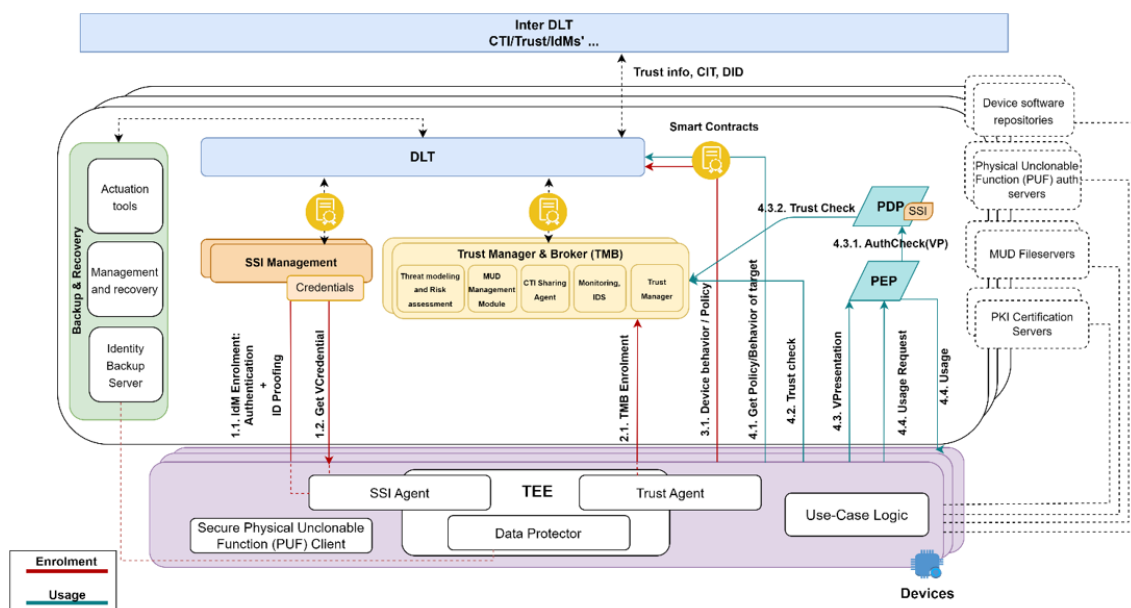 Inter DLT
CTI/Trust/IdMs' ...
Trust info, CIT, DID
Device software
repositories
Smart Contracts
DLT
Physical Unclonable
Function (PUF) auth
servers
Backup & Recovery
Actuation
tools
4.3.2. Trust Check
PDP
SSI
4.3.1. AuthCheck(VP)
SSI Management
Credentials
Trust Manager & Broker (TMB)
Threat modeling
and Risk
assessment
MUD
Management
Module
CTI Sharing
Agent
Monitoring,
IDS
Trust
Manager
Management
and recovery
PEP
MUD Fileservers
PKI Certification
Servers
Identity
Backup
Server
1.1. IdM Enrolment:
Authentication
+
ID Proofing
1.2. Get VCredential
2.1. TMB Enrolment
3.1. Device behavior / Policy
4.1. Get Policy/Behavior of target
4.2. Trust check
4.3. VPresentation
4.4. Usage Request
4.4. Usage
SSI Agent
TEE
Trust Agent
Secure Physical Unclonable
Function (PUF) Client
Data Protector
Use-Case Logic
Enrolment
Usage
Devices